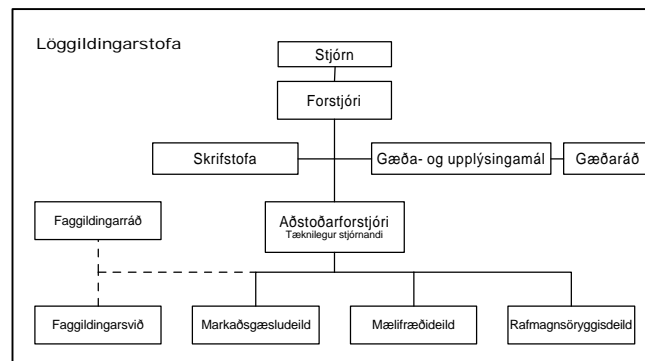 Löggildingarstofa
Stjórn
Forstjóri
Skrifstofa
Gæða- og upplýsingamál
Gæðaráð
Faggildingarráð
Aðstoðarforstjóri
Tæknilegur stjórnandi
Faggildingarsvið
Markaðsgæsludeild
Mælifræðideild
Rafmagnsöryggisdeild